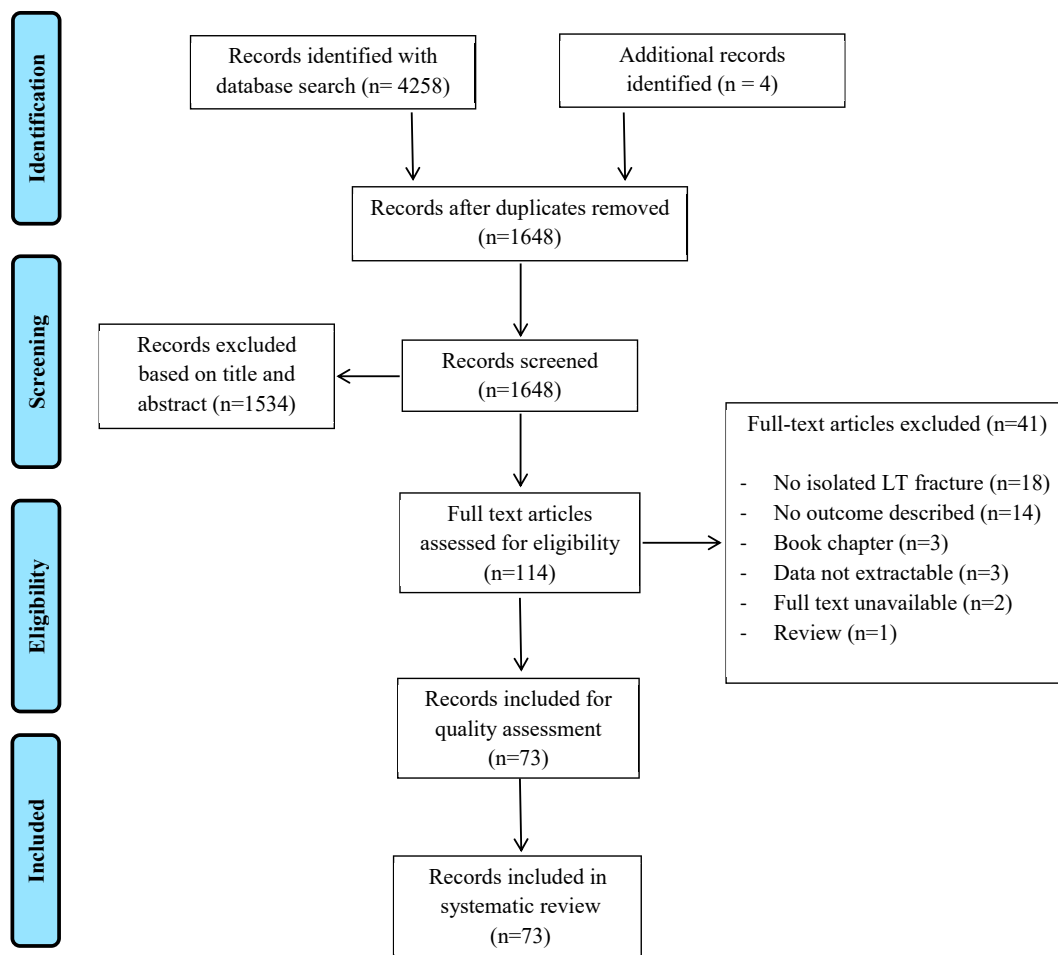 Identification
Records identified with
database search (n= 4258)
Additional records
identified (n = 4)
Records after duplicates removed
(n=1648)
Screening
Records excluded
based on title and
abstract (n=1534)
Records screened
(n=1648)
Full-text articles excluded (n=41)
- No isolated LT fracture (n=18)
- No outcome described (n=14)
- Book chapter (n=3)
- Data not extractable (n=3)
- Full text unavailable (n=2)
- Review (n=1)
Eligibility
Full text articles
assessed for eligibility
(n=114)
Records included for
quality assessment
(n=73)
Included
Records included in
systematic review
(n=73)